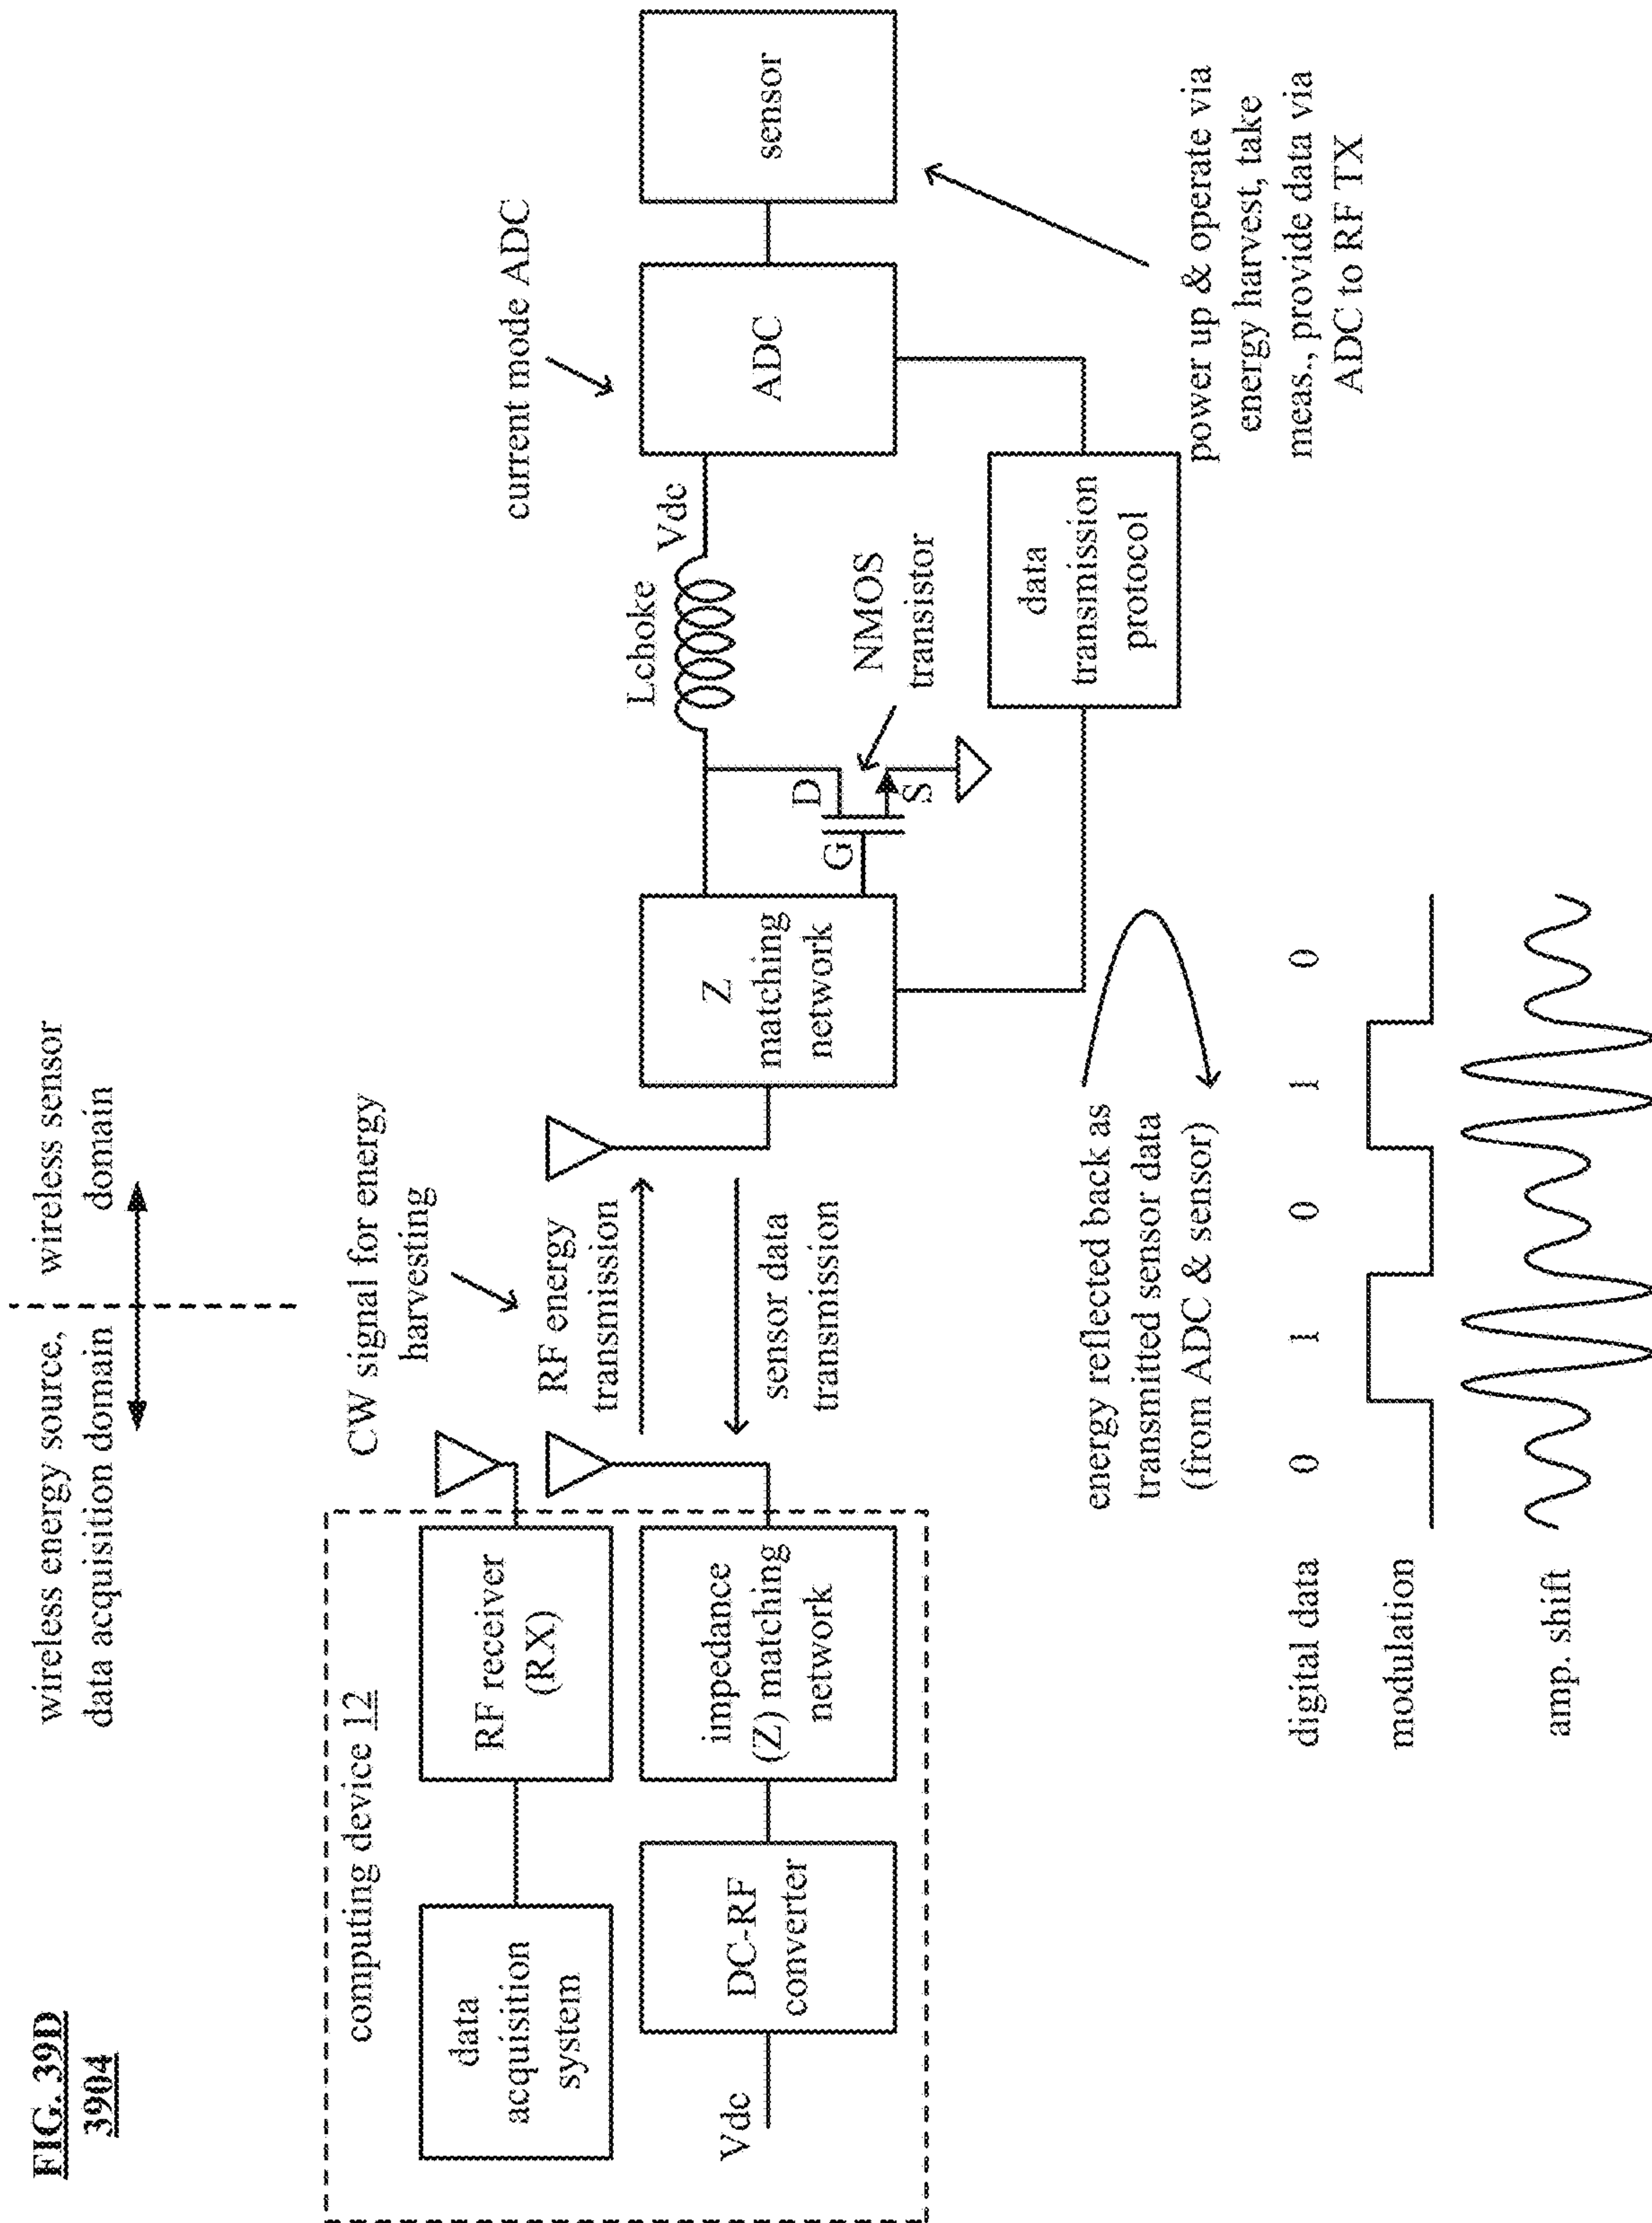 FIG. 39D
3904
wireless energy source,
data acquisition domain
wireless sensor
domain
computing device 12
data
acquisition
system
RF receiver
(RX)
Vdc
DC-RF
converter
impedance
(Z) matching
network
CW signal for energy
harvesting
RF energy
transmission
sensor data
transmission
Z
matching
network
G
D
S
Lchoke
Vdc
NMOS
transistor
current mode ADC
ADC
sensor
data
transmission
protocol
power up & operate via
energy harvest, take
meas., provide data via
ADC to RF TX
energy reflected back as
transmitted sensor data
(from ADC & sensor)
digital data 0 1 0 1 0
modulation
amp. shift